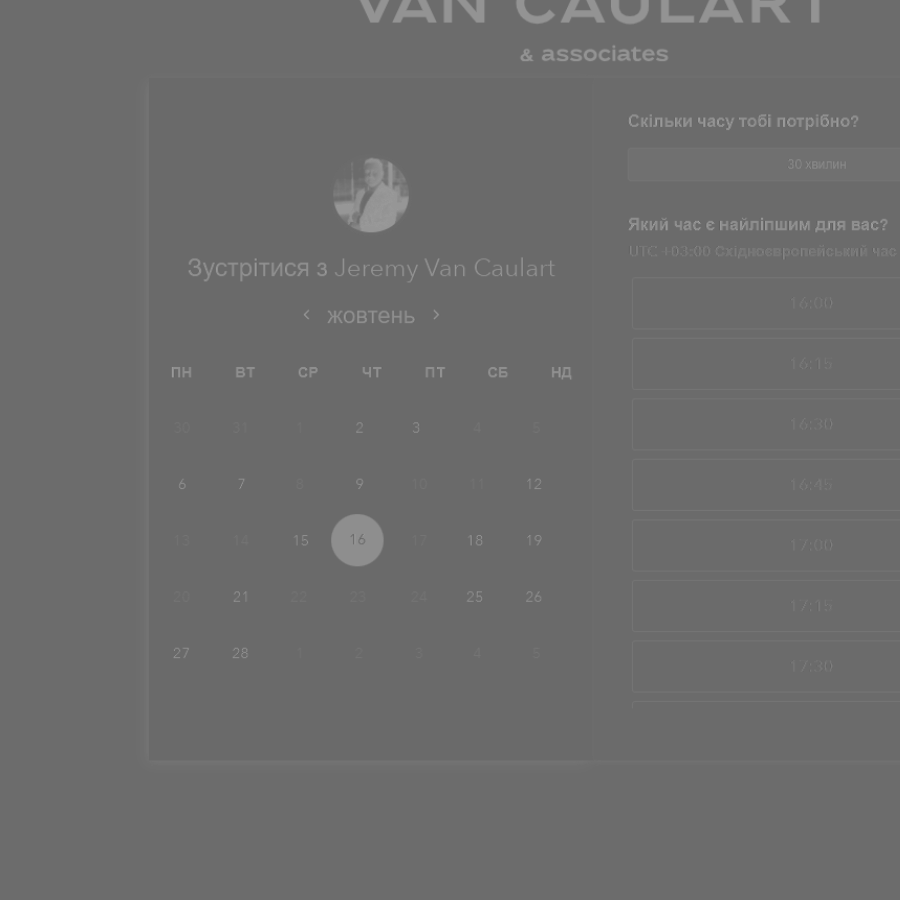 VAN CAULART
& associates
Зустрітися з Jeremy Van Caulart
жовтень
ПН ВТ СР ЧТ ПТ СБ НД
30 31 1 2 3 4 5
6 7 8 9 10 11 12
13 14 15 16 17 18 19
20 21 22 23 24 25 26
27 28 1 2 3 4 5
Скільки часу тобі потрібно?
30 хвилин
Який час є найліпшим для вас?
UTC +03:00 Східноєвропейський час
16:00
16:15
16:30
16:45
17:00
17:15
17:30